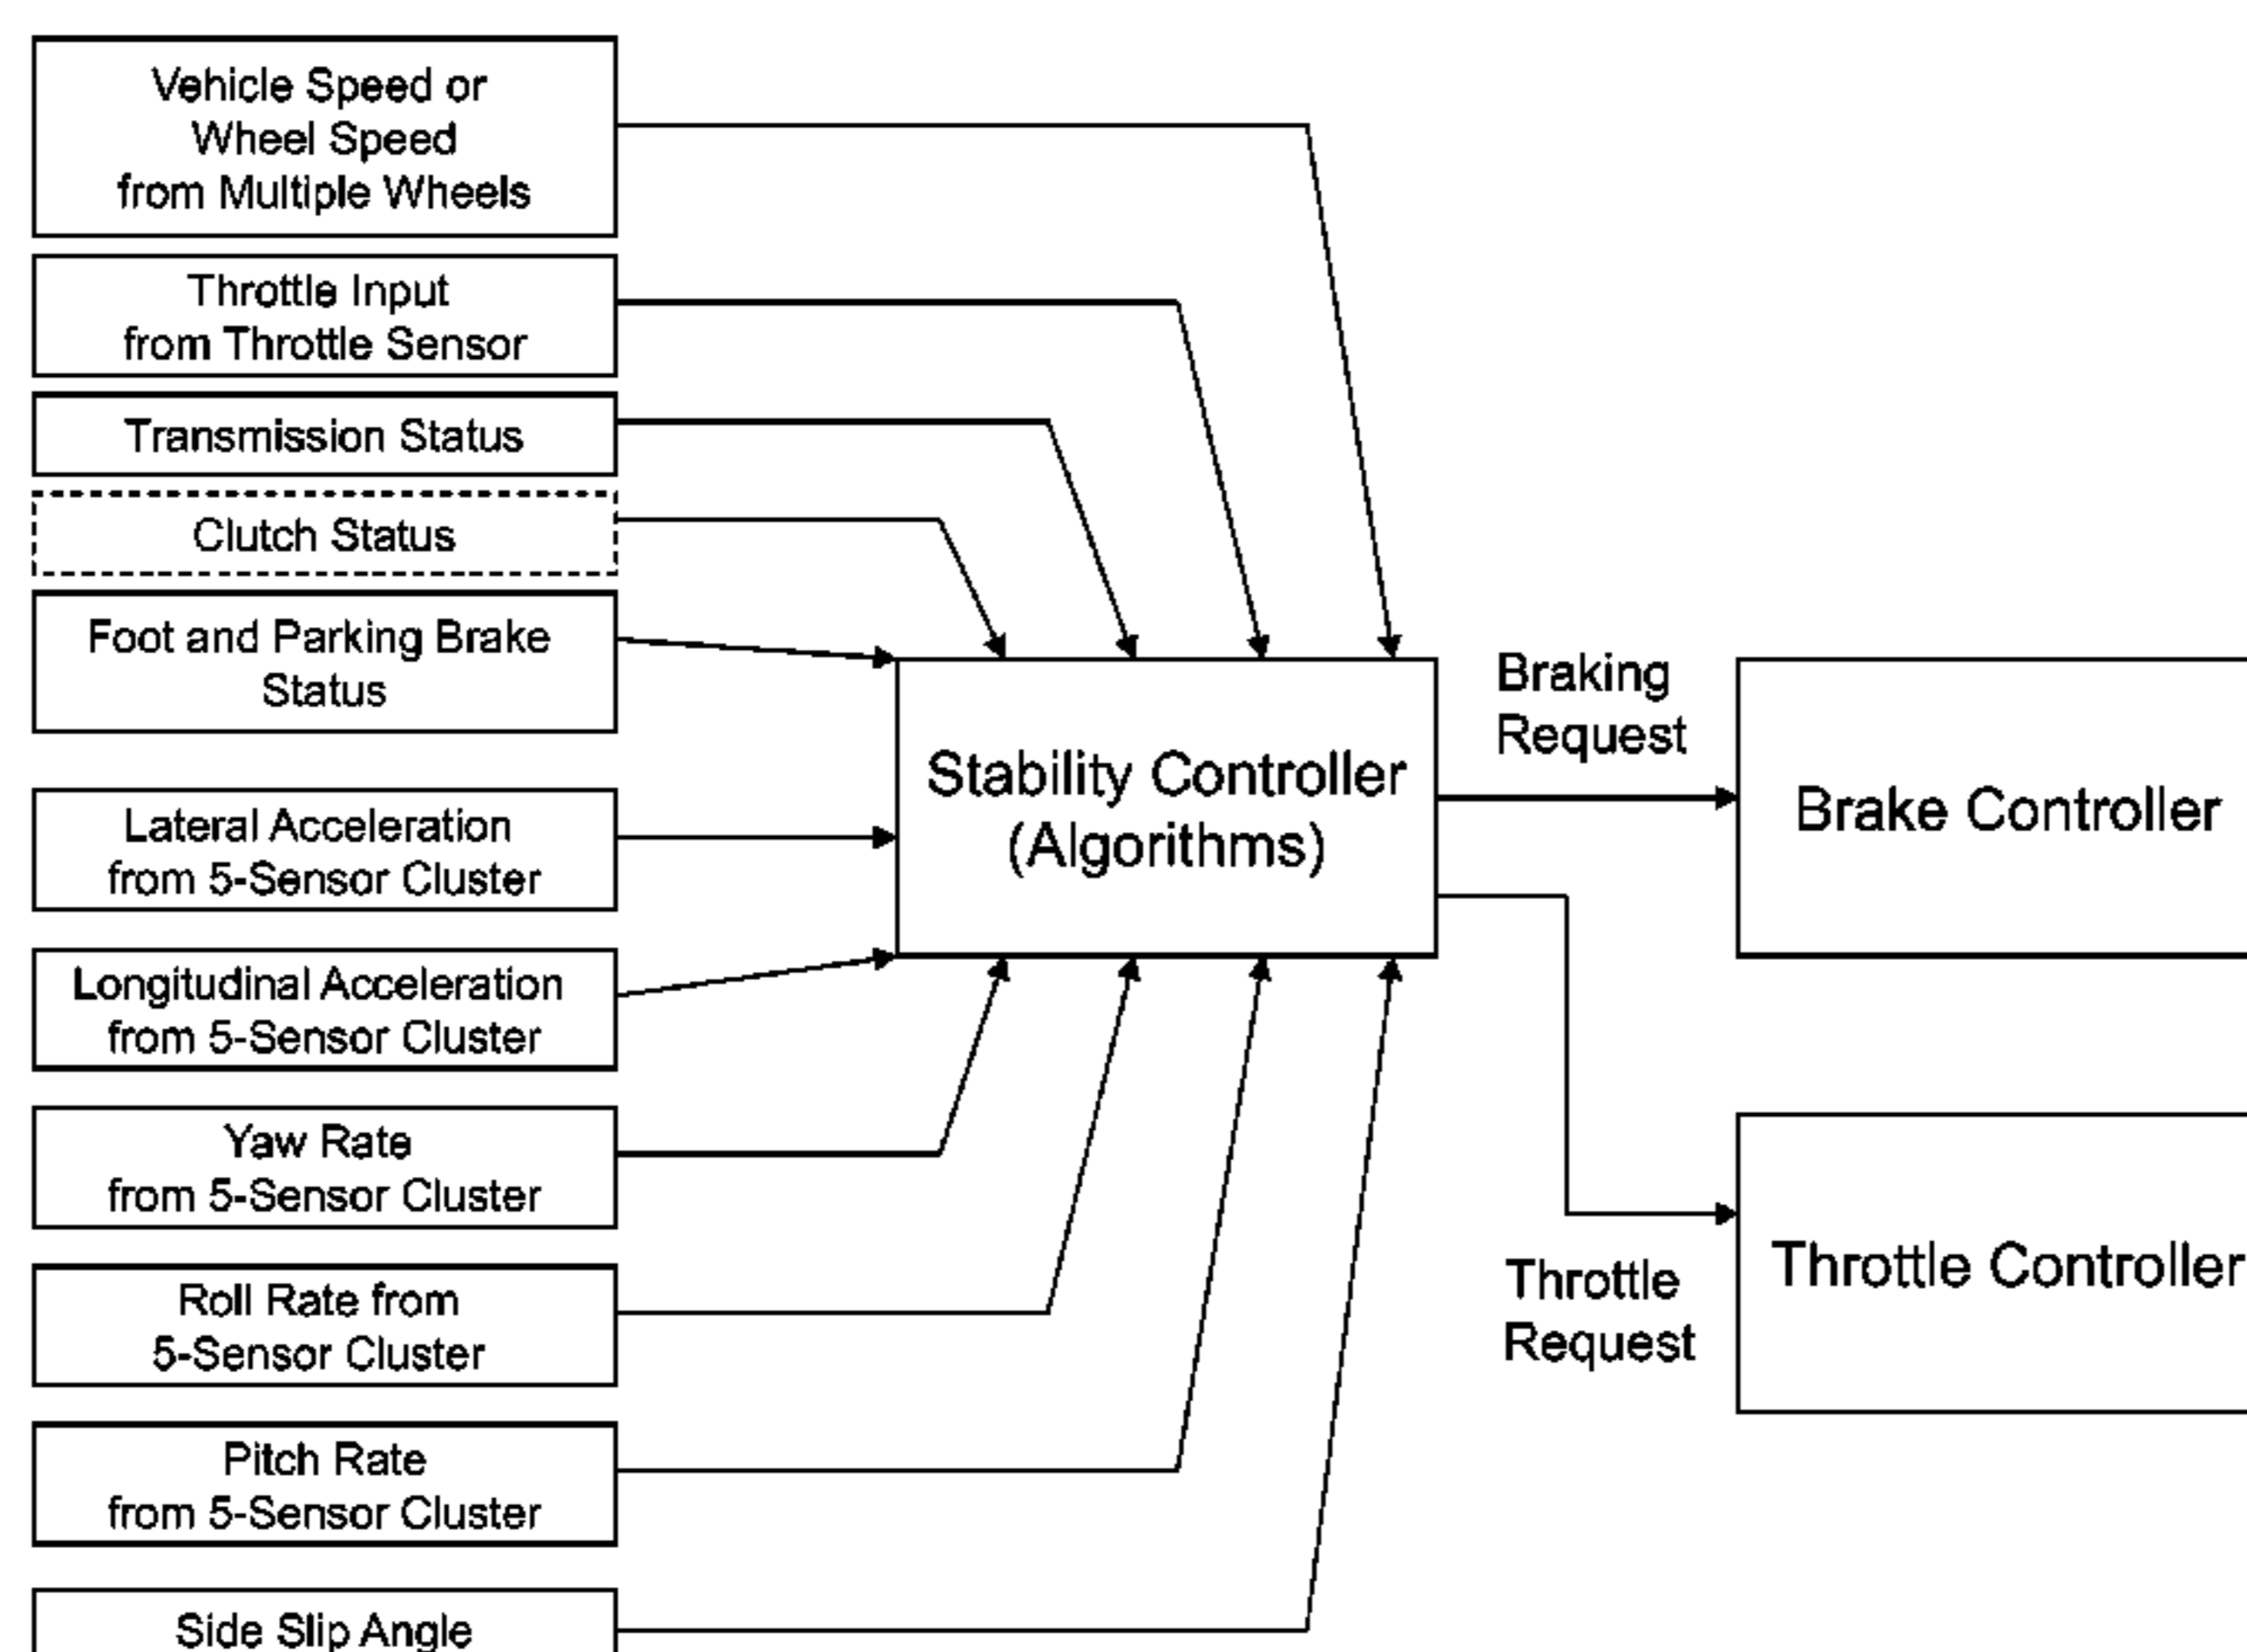 Vehicle Speed or
Wheel Speed
from Multiple Wheels
Throttle Input
from Throttle Sensor
Transmission Status
Clutch Status
Foot and Parking Brake
Status
Lateral Acceleration
from 5-Sensor Cluster
Longitudinal Acceleration
from 5-Sensor Cluster
Yaw Rate
from 5-Sensor Cluster
Roll Rate from
5-Sensor Cluster
Pitch Rate
from 5-Sensor Cluster
Side Slip Angle
Stability Controller
(Algorithms)
Braking
Request
Brake Controller
Throttle
Request
Throttle Controller